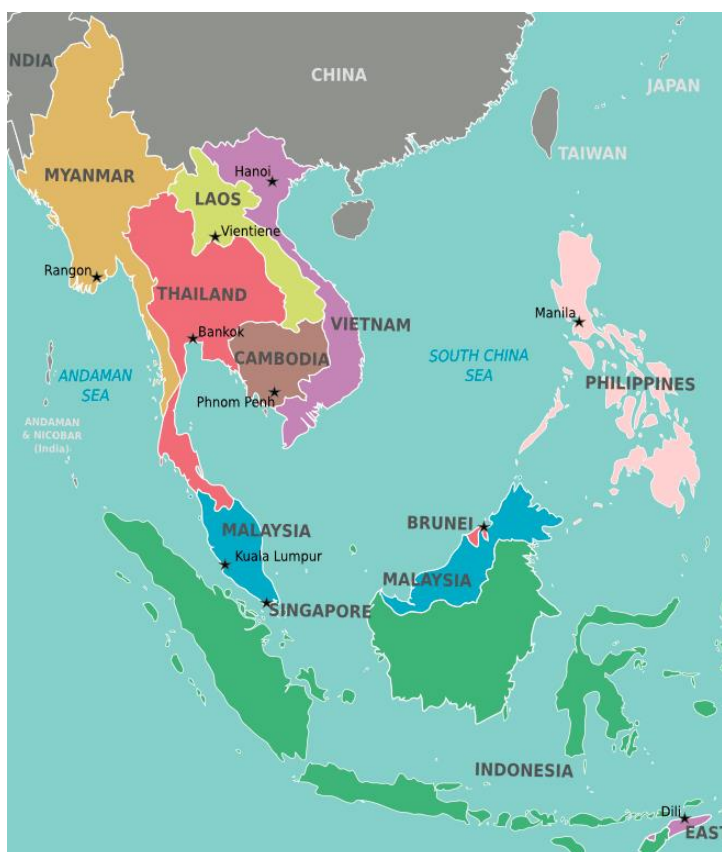 NDIA
CHINA
JAPAN
TAIWAN
MYANMAR
Hanoi
LAOS
Vientiene
Rangon
THAILAND
Manila
VIETNAM
Bankok
CAMBODIA
SOUTH CHINA
SEA
ANDAMAN
SEA
PHILIPPINES
Phnom Penh
ANDAMAN
& NICOBAR
(India)
BRUNEI
MALAYSIA
Kuala Lumpur
MALAYSIA
SINGAPORE
INDONESIA
Dili
EAST